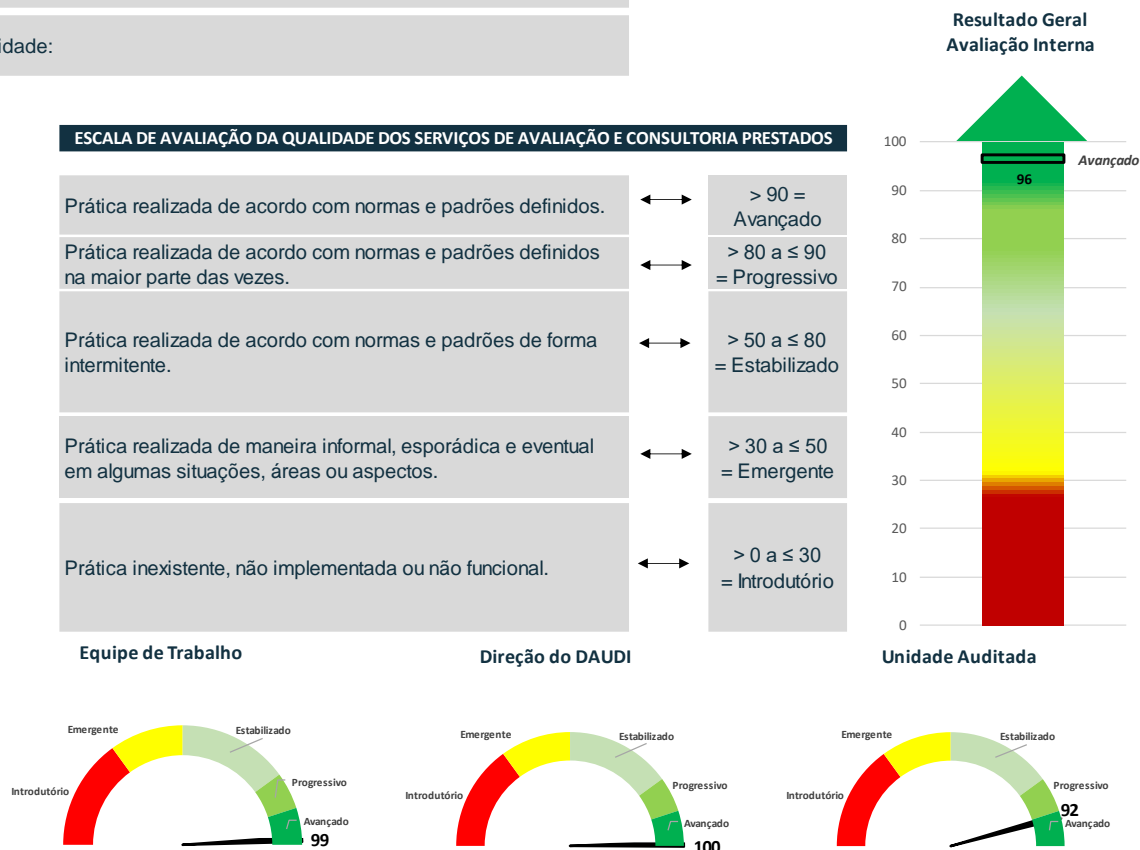 idade:
Resultado Geral
Avaliação Interna
ESCALA DE AVALIAÇÃO DA QUALIDADE DOS SERVIÇOS DE AVALIAÇÃO E CONSULTORIA PRESTADOS
Prática realizada de acordo com normas e padrões definidos.
> 90 =
Avançado
Prática realizada de acordo com normas e padrões definidos
na maior parte das vezes.
> 80 a ≤ 90
= Progressivo
Prática realizada de acordo com normas e padrões de forma
intermitente.
> 50 a ≤ 80
= Estabilizado
Prática realizada de maneira informal, esporádica e eventual
em algumas situações, áreas ou aspectos.
> 30 a ≤ 50
= Emergente
Prática inexistente, não implementada ou não funcional.
> 0 a ≤ 30
= Introdutório
100
90
80
70
60
50
40
30
20
10
0
Avançado
96
Equipe de Trabalho
Introdutório
Emergente
Estabilizado
Progressivo
Avançado
99
Direção do DAUDI
Introdutório
Emergente
Estabilizado
Progressivo
Avançado
100
Unidade Auditada
Introdutório
Emergente
Estabilizado
Progressivo
92
Avançado